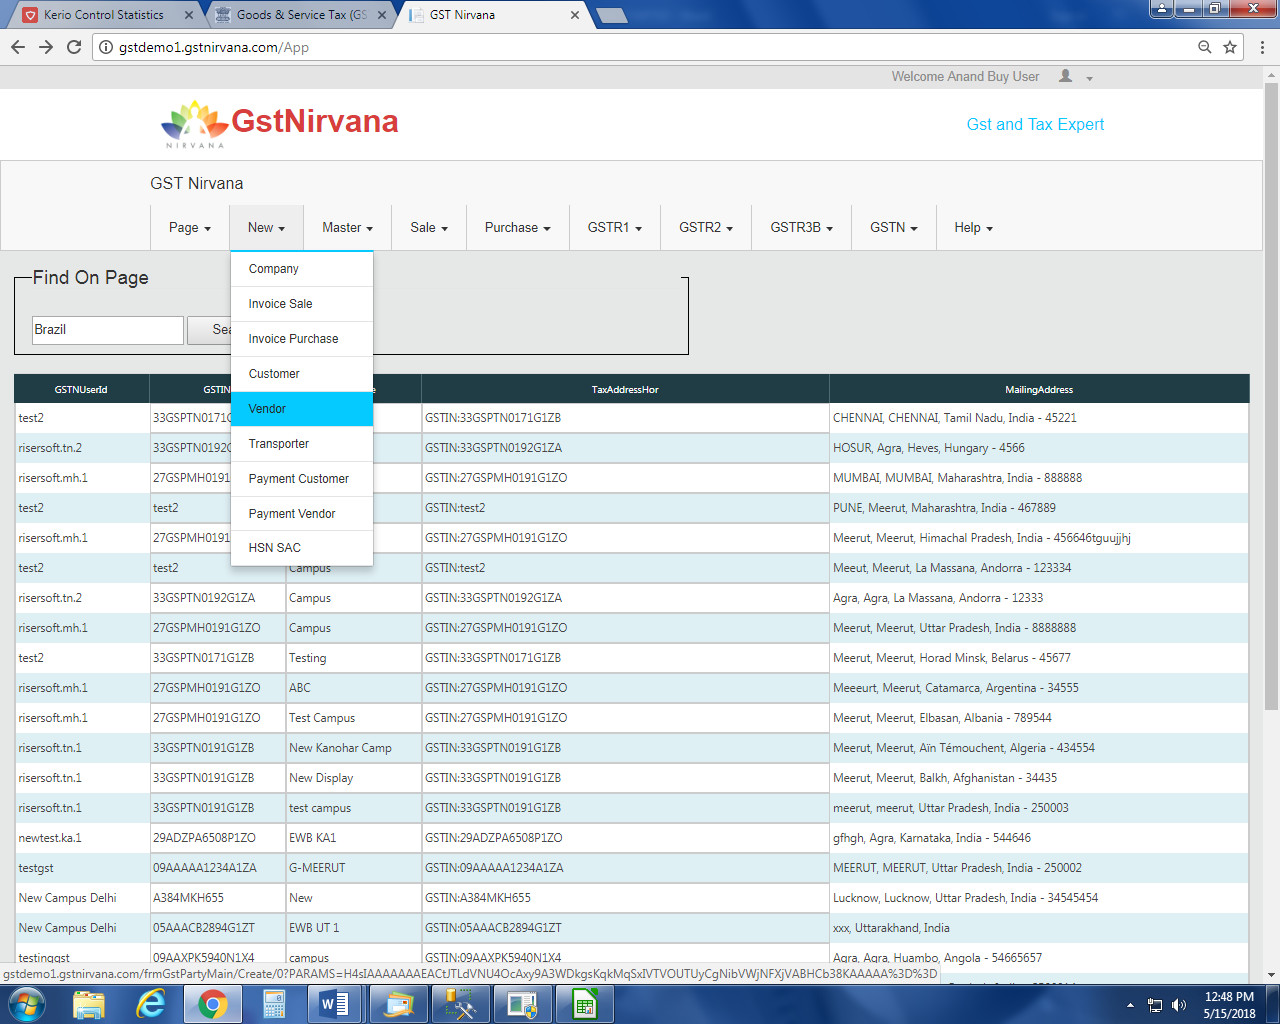 Kerio Control Statistics
Goods & Service Tax (GS
GST Nirvana
gstdemo1.gstnirvana.com/App
Welcome Anand Buy User
NIRVANA
GstNirvana
Gst and Tax Expert
GST Nirvana
Page New Master Sale Purchase GSTR1 GSTR2 GSTR3B GSTN Help
Company
Invoice Sale
Invoice Purchase
Customer
Vendor
Transporter
Payment Customer
Payment Vendor
HSN SAC
Find On Page
Brazil
Sea
GSTNUserId GSTIN e TaxAddressHor MailingAddress
test2 33GSPTN0171G GSTIN:33GSPTN0171G1ZB CHENNAI, CHENNAI, Tamil Nadu, India - 45221
risersoft.tn.2 33GSPTN0192G GSTIN:33GSPTN0192G1ZA HOSUR, Agra, Heves, Hungary - 4566
risersoft.mh.1 27GSPMH0191 GSTIN:27GSPMH0191G1ZO MUMBAI, MUMBAI, Maharashtra, India - 888888
test2 test2 GSTIN:test2 PUNE, Meerut, Maharashtra, India - 467889
risersoft.mh.1 27GSPMH0191 GSTIN:27GSPMH0191G1ZO Meerut, Meerut, Himachal Pradesh, India - 456646tguujjhj
test2 test2 Campus GSTIN:test2 Meeut, Meerut, La Massana, Andorra - 123334
risersoft.tn.2 33GSPTN0192G1ZA Campus GSTIN:33GSPTN0192G1ZA Agra, Agra, La Massana, Andorra - 12333
risersoft.mh.1 27GSPMH0191G1ZO Campus GSTIN:27GSPMH0191G1ZO Meerut, Meerut, Uttar Pradesh, India - 8888888
test2 33GSPTN0171G1ZB Testing GSTIN:33GSPTN0171G1ZB Meerut, Meerut, Horad Minsk, Belarus - 45677
risersoft.mh.1 27GSPMH0191G1ZO ABC GSTIN:27GSPMH0191G1ZO Meeeurt, Meerut, Catamarca, Argentina - 34555
risersoft.mh.1 27GSPMH0191G1ZO Test Campus GSTIN:27GSPMH0191G1ZO Meerut, Meerut, Elbasan, Albania - 789544
risersoft.tn.1 33GSPTN0191G1ZB New Kanohar Camp GSTIN:33GSPTN0191G1ZB Meerut, Meerut, Aïn Témouchent, Algeria - 434554
risersoft.tn.1 33GSPTN0191G1ZB New Display GSTIN:33GSPTN0191G1ZB Meerut, Meerut, Balkh, Afghanistan - 34435
risersoft.tn.1 33GSPTN0191G1ZB test campus GSTIN:33GSPTN0191G1ZB meerut, meerut, Uttar Pradesh, India - 250003
newtest.ka.1 29ADZPA6508P1ZO EWB KA1 GSTIN:29ADZPA6508P1ZO gfhgh, Agra, Karnataka, India - 544646
testgst 09AAAAA1234A1ZA G-MEERUT GSTIN:09AAAAA1234A1ZA MEERUT, MEERUT, Uttar Pradesh, India - 250002
New Campus Delhi A384MKH655 New GSTIN:A384MKH655 Lucknow, Lucknow, Uttar Pradesh, India - 34545454
New Campus Delhi 05AAACB2894G1ZT EWB UT 1 GSTIN:05AAACB2894G1ZT xxx, Uttarakhand, India
testinggst 09AAXPK5940N1X4 campus GSTIN:09AAXPK5940N1X4 Agra, Agra, Huambo, Angola - 54665657
gstdemo1.gstnirvana.com/frmGstPartyMain/Create/0?PARAMS=H4sIAAAAAAAEACtJTLdVNU4OcAxy9A3WDkgsKqkMqSxIVTVOUTUyCgNibVWjNFXjVABHCb38KAAAAA%3D%3D
12:48 PM
5/15/2018